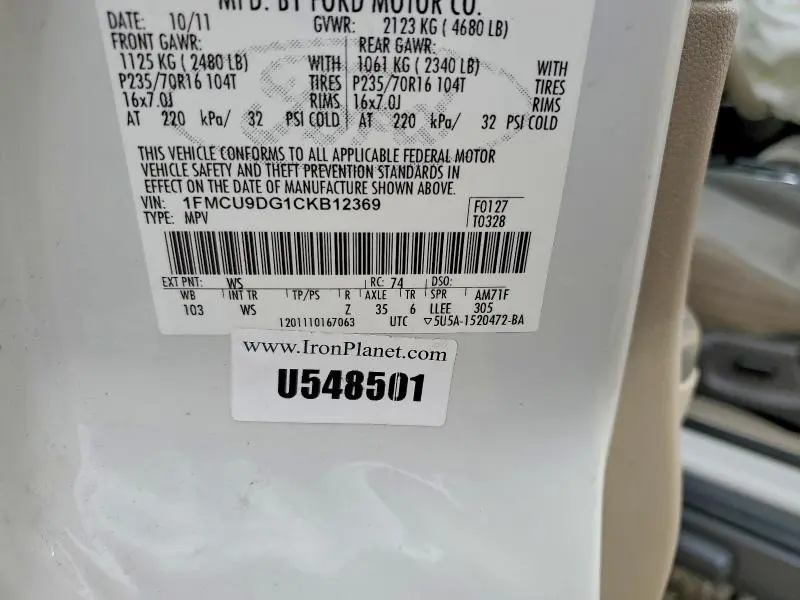 MFD. BY FORD MOTOR CO.
DATE: 10/11 GVWR: 2123 KG ( 4680 LB)
FRONT GAWR: REAR GAWR:
1125 KG ( 2480 LB) WITH 1061 KG ( 2340 LB) WITH
P235/70R16 104T TIRES P235/70R16 104T TIRES
16x7.0J RIMS 16x7.0J RIMS
AT 220 kPa/ 32 PSI COLD AT 220 kPa/ 32 PSI COLD
THIS VEHICLE CONFORMS TO ALL APPLICABLE FEDERAL MOTOR
VEHICLE SAFETY AND THEFT PREVENTION STANDARDS IN
EFFECT ON THE DATE OF MANUFACTURE SHOWN ABOVE.
VIN: 1FMCU9DG1CKB12369 F0127
TYPE: MPV T0328
EXT PNT: WS RC: 74 DSO:
WB INT TR TP/PS R AXLE TR SPR AM71F
103 WS Z 35 6 LLEE 305
1201110167063 UTC ▽5U5A-1520472-BA
www.IronPlanet.com
U548501